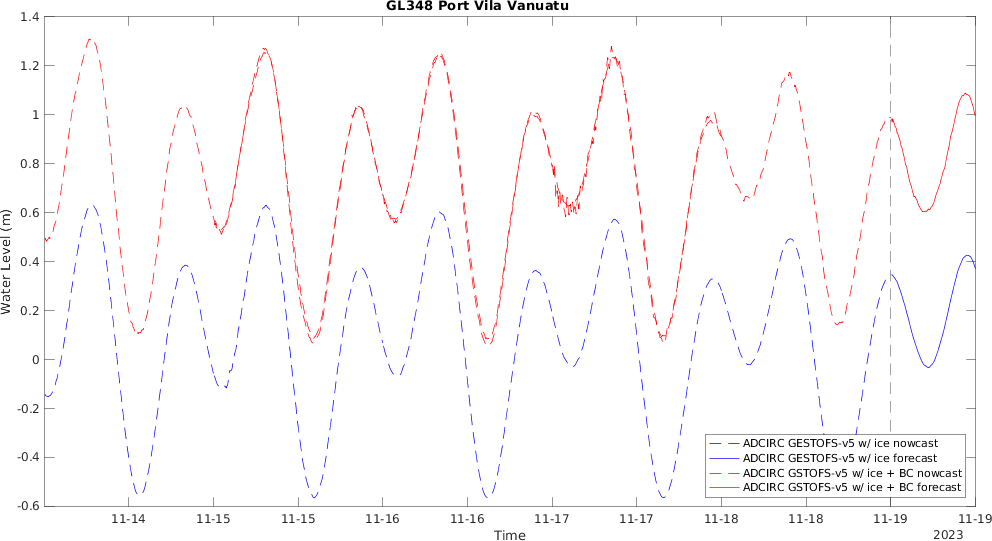 GL348 Port Vila Vanuatu
1.4
1.2
1
0.8
0.6
0.4
0.2
0
-0.2
-0.4
-0.6
Water Level (m)
ADCIRC GESTOFS-v5 w/ ice nowcast
ADCIRC GESTOFS-v5 w/ ice forecast
ADCIRC GSTOFS-v5 w/ ice + BC nowcast
ADCIRC GSTOFS-v5 w/ ice + BC forecast
11-14 11-15 11-15 11-16 11-16 11-17 11-17 11-18 11-18 11-19 11-19
Time
2023